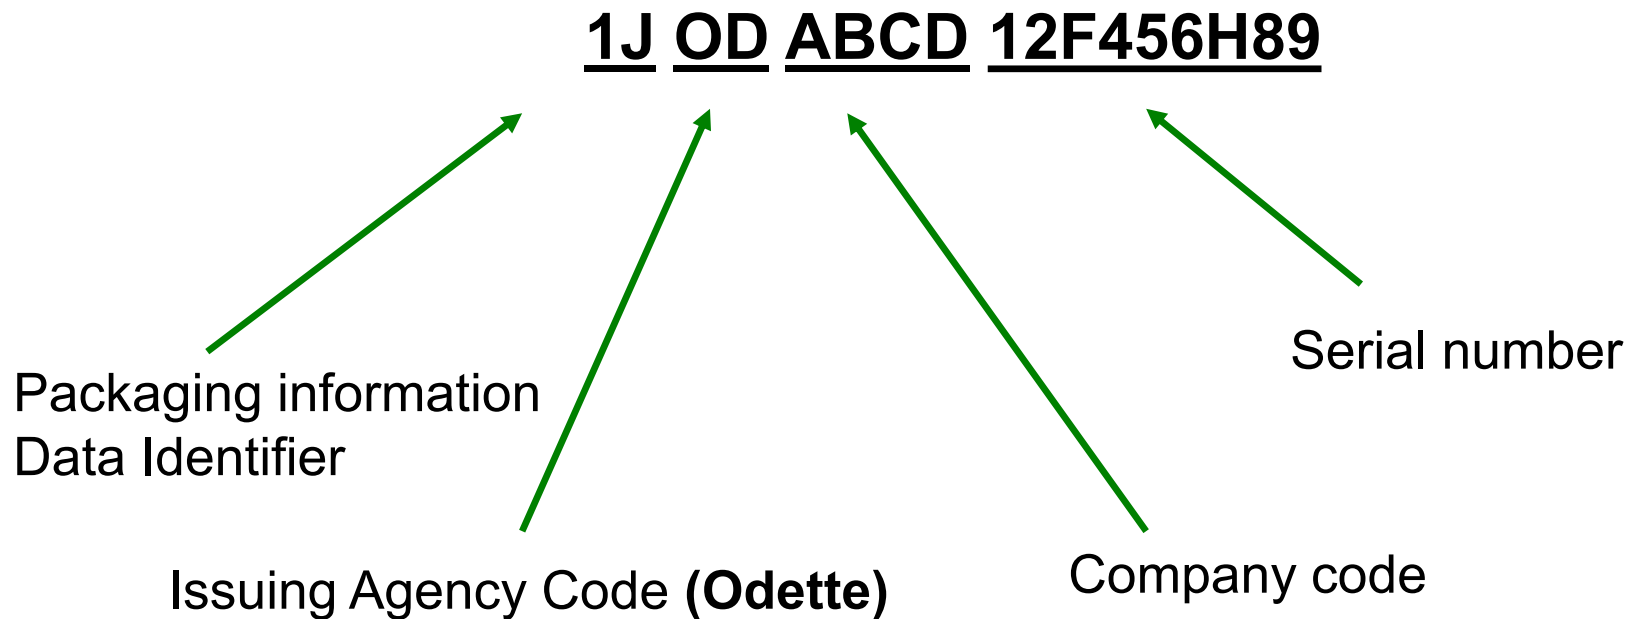 1J OD ABCD 12F456H89
Serial number
Packaging information
Data Identifier
Company code
Issuing Agency Code (Odette)